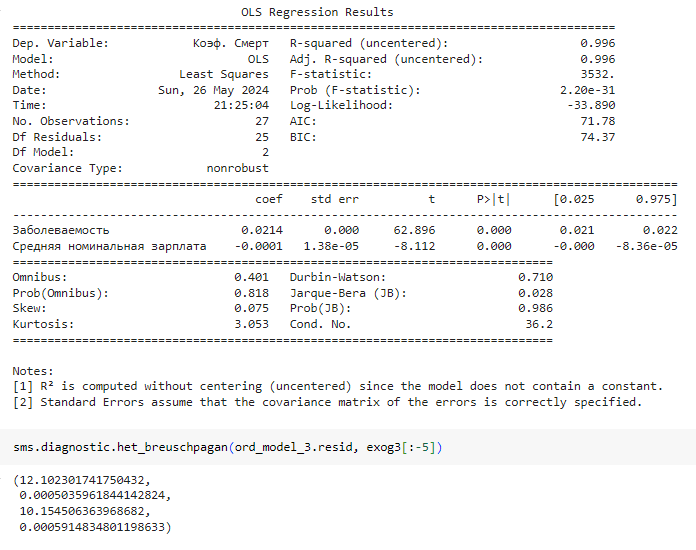 OLS Regression Results
Dep. Variable: Коэф. Смерт R-squared (uncentered): 0.996
Model: OLS Adj. R-squared (uncentered): 0.996
Method: Least Squares F-statistic: 3532.
Date: Sun, 26 May 2024 Prob (F-statistic): 2.20e-31
Time: 21:25:04 Log-Likelihood: -33.890
No. Observations: 27 AIC: 71.78
Df Residuals: 25 BIC: 74.37
Df Model: 2
Covariance Type: nonrobust
coef std err t P>|t| [0.025 0.975]
Заболеваемость 0.0214 0.000 62.896 0.000 0.021 0.022
Средняя номинальная зарплата -0.0001 1.38e-05 -8.112 0.000 -0.000 -8.36e-05
Omnibus: 0.401 Durbin-Watson: 0.710
Prob(Omnibus): 0.818 Jarque-Bera (JB): 0.028
Skew: 0.075 Prob(JB): 0.986
Kurtosis: 3.053 Cond. No. 36.2
Notes:
[1] R² is computed without centering (uncentered) since the model does not contain a constant.
[2] Standard Errors assume that the covariance matrix of the errors is correctly specified.
sms.diagnostic.het_breuschpagan(ord_model_3.resid, exog3[:-5])
(12.102301741750432,
0.0005035961844142824,
10.154506363968682,
0.0005914834801198633)